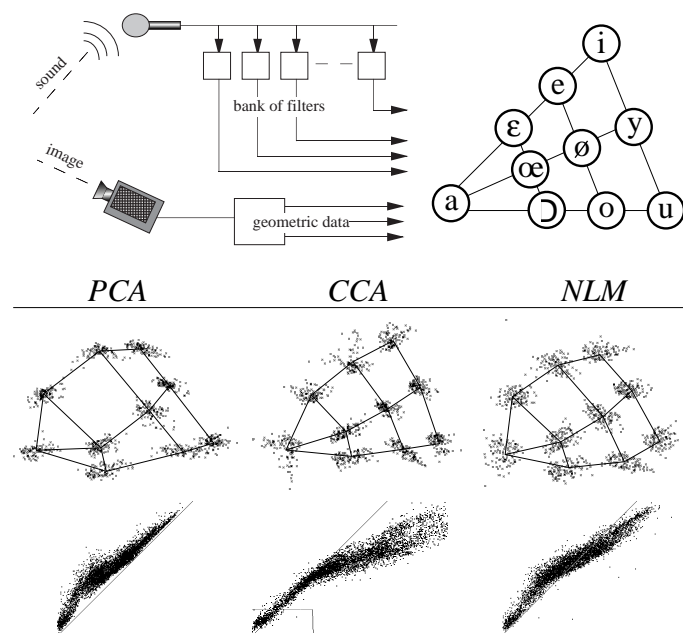 sound
bank of filters
image
geometric data
i
e
ɛ
y
ø
œ
a
ɔ
o
u
PCA CCA NLM